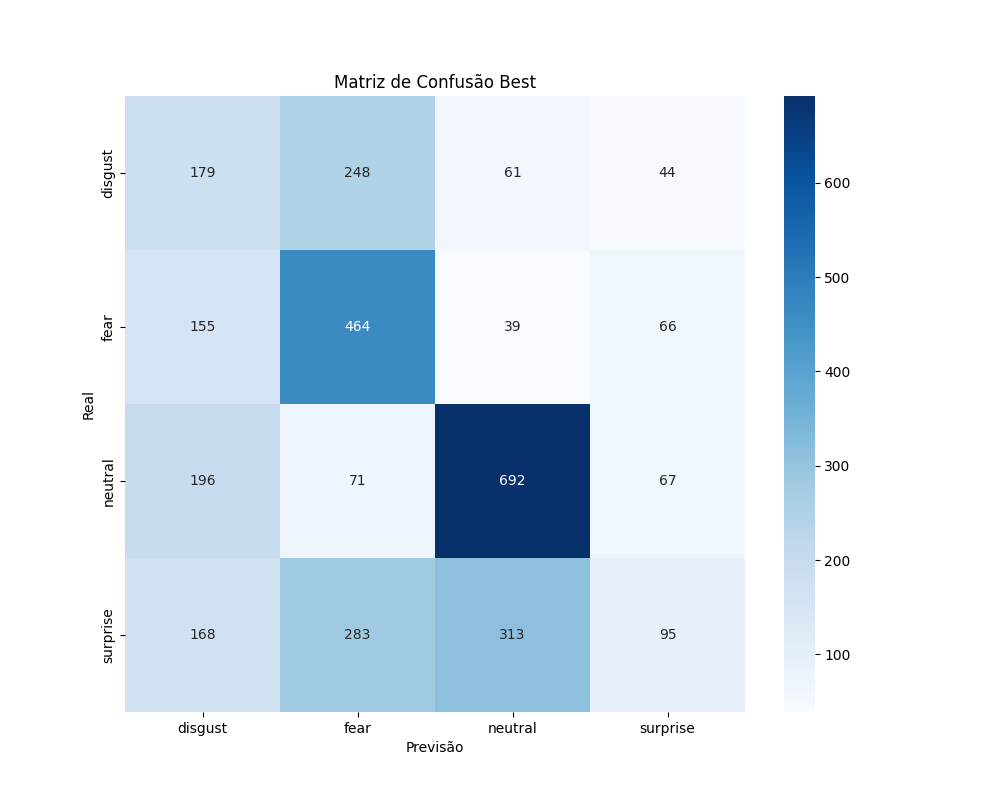 Matriz de Confusão Best
disgust 179 248 61 44
fear 155 464 39 66
neutral 196 71 692 67
surprise 168 283 313 95
disgust fear neutral surprise
Previsão
Real
600
500
400
300
200
100